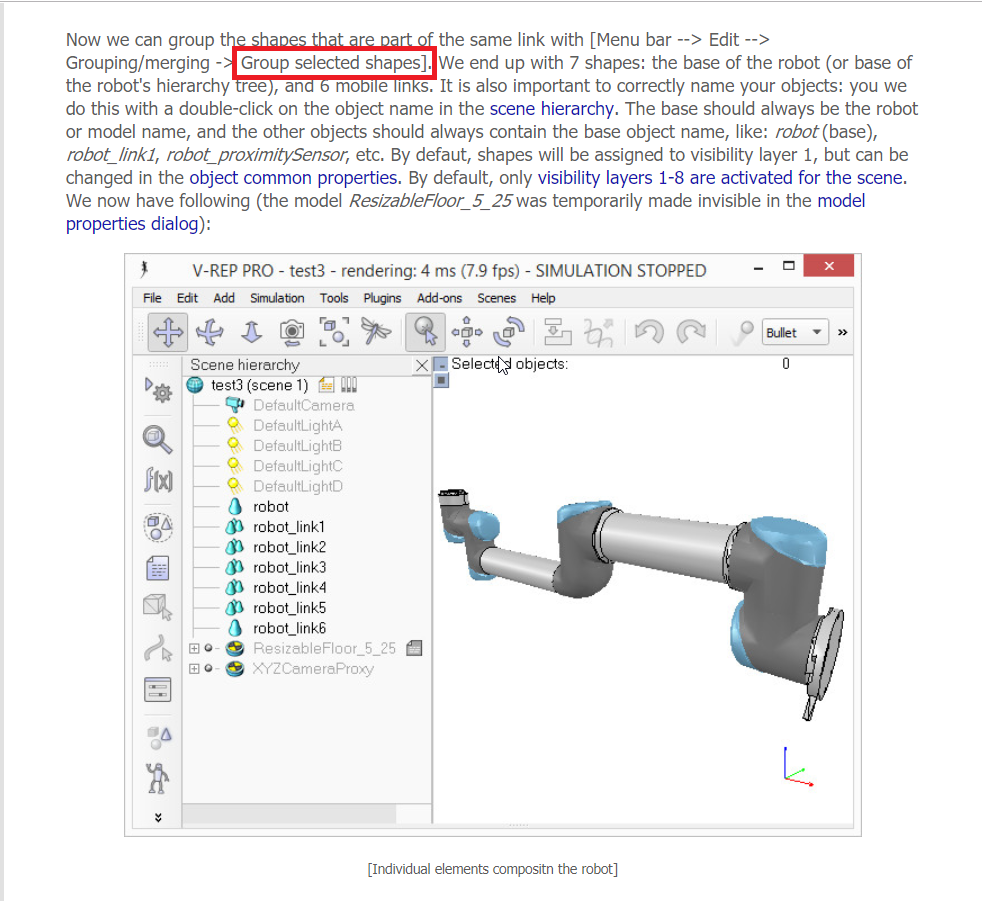 Now we can group the shapes that are part of the same link with [Menu bar --> Edit -->
Grouping/merging -> Group selected shapes]. We end up with 7 shapes: the base of the robot (or base of
the robot's hierarchy tree), and 6 mobile links. It is also important to correctly name your objects: you we
do this with a double-click on the object name in the scene hierarchy. The base should always be the robot
or model name, and the other objects should always contain the base object name, like: robot (base),
robot_link1, robot_proximitySensor, etc. By defaut, shapes will be assigned to visibility layer 1, but can be
changed in the object common properties. By default, only visibility layers 1-8 are activated for the scene.
We now have following (the model ResizableFloor_5_25 was temporarily made invisible in the model
properties dialog):
V-REP PRO - test3 - rendering: 4 ms (7.9 fps) - SIMULATION STOPPED
File Edit Add Simulation Tools Plugins Add-ons Scenes Help
Bullet »
Scene hierarchy
Selected objects: 0
test3 (scene 1)
DefaultCamera
DefaultLightA
DefaultLightB
DefaultLightC
DefaultLightD
robot
robot_link1
robot_link2
robot_link3
robot_link4
robot_link5
robot_link6
ResizableFloor_5_25
XYZCameraProxy
f(x)
[Individual elements compositn the robot]